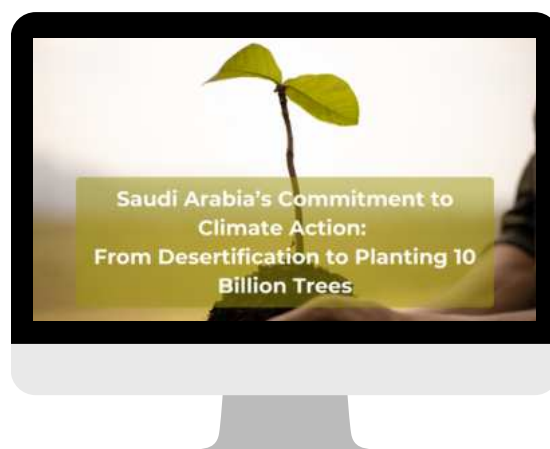 Saudi Arabia’s Commitment to
Climate Action:
From Desertification to Planting 10
Billion Trees